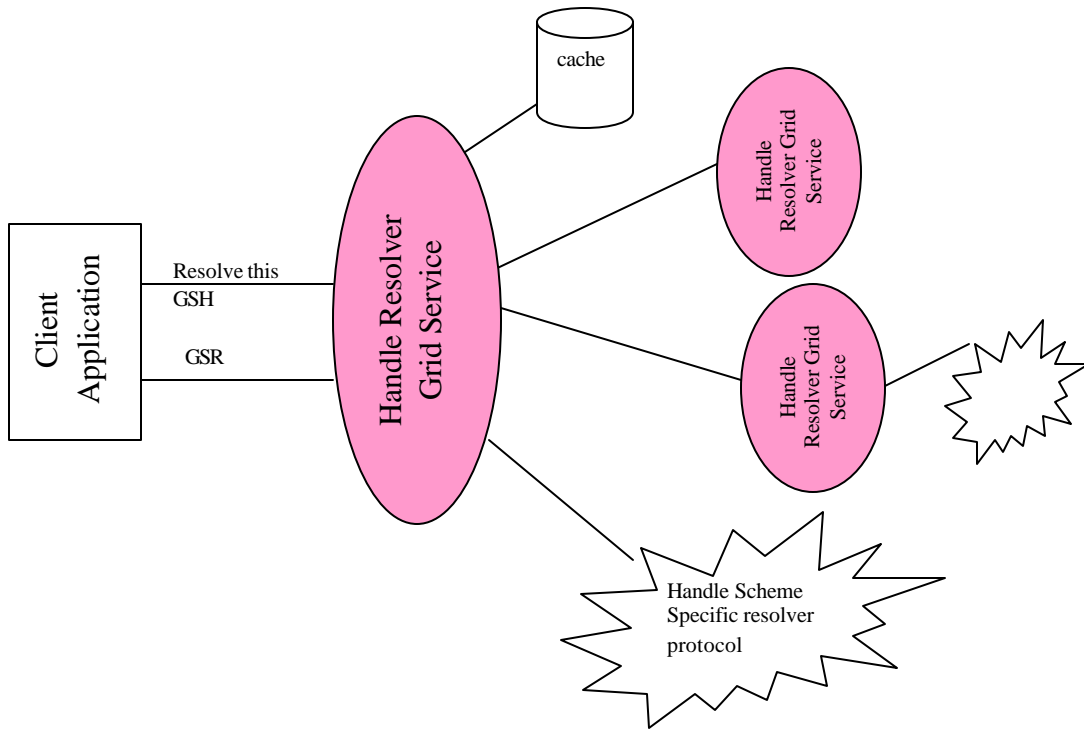 cache
Handle
Resolver Grid
Service
Client
Application
Resolve this
GSH
GSR
Handle Resolver
Grid Service
Handle
Resolver Grid
Service
Handle Scheme
Specific resolver
protocol